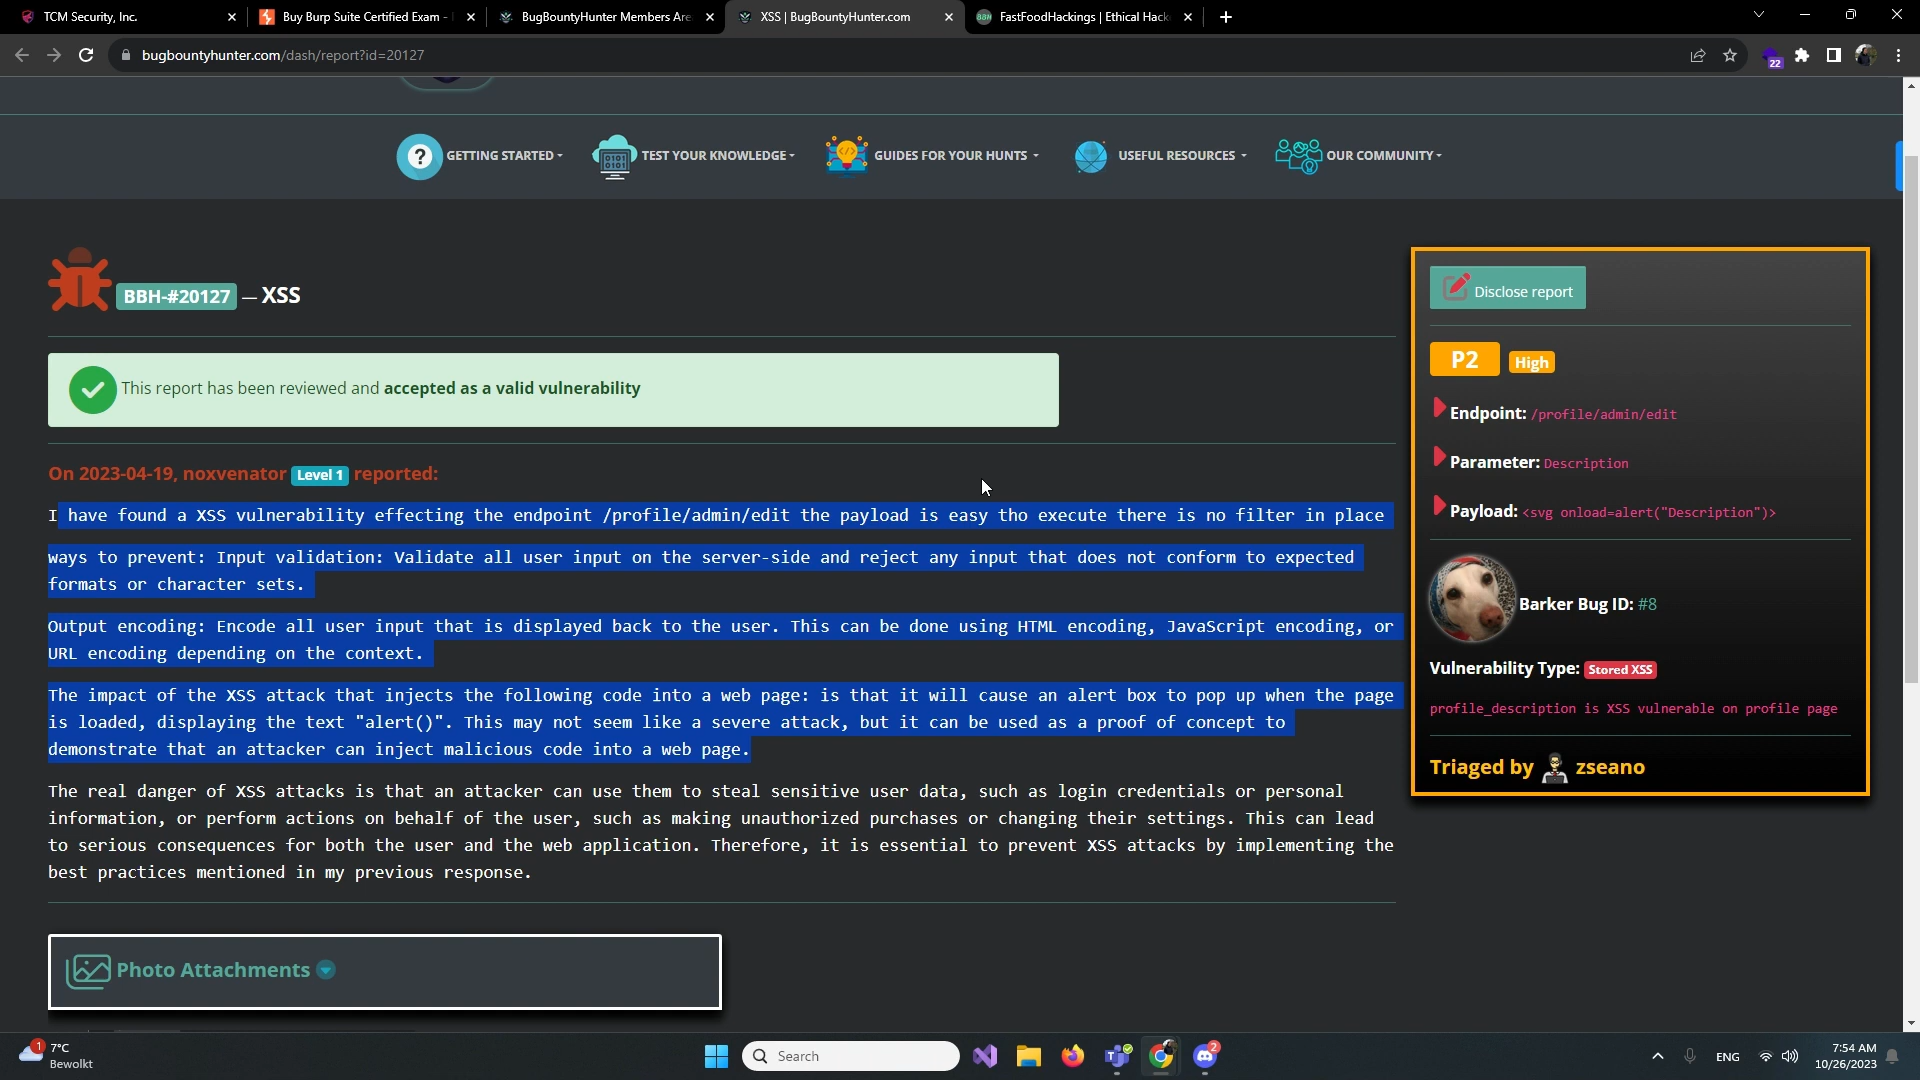 TCM Security, Inc.
Buy Burp Suite Certified Exam -
BugBountyHunter Members Are
XSS | BugBountyHunter.com
FastFoodHackings | Ethical Hack
bugbountyhunter.com/dash/report?id=20127
22
GETTING STARTED
TEST YOUR KNOWLEDGE
GUIDES FOR YOUR HUNTS
USEFUL RESOURCES
OUR COMMUNITY
BBH-#20127 — XSS
This report has been reviewed and accepted as a valid vulnerability
On 2023-04-19, noxvenator Level 1 reported:
I have found a XSS vulnerability effecting the endpoint /profile/admin/edit the payload is easy tho execute there is no filter in place
ways to prevent: Input validation: Validate all user input on the server-side and reject any input that does not conform to expected
formats or character sets.
Output encoding: Encode all user input that is displayed back to the user. This can be done using HTML encoding, JavaScript encoding, or
URL encoding depending on the context.
The impact of the XSS attack that injects the following code into a web page: is that it will cause an alert box to pop up when the page
is loaded, displaying the text "alert()". This may not seem like a severe attack, but it can be used as a proof of concept to
demonstrate that an attacker can inject malicious code into a web page.
The real danger of XSS attacks is that an attacker can use them to steal sensitive user data, such as login credentials or personal
information, or perform actions on behalf of the user, such as making unauthorized purchases or changing their settings. This can lead
to serious consequences for both the user and the web application. Therefore, it is essential to prevent XSS attacks by implementing the
best practices mentioned in my previous response.
Photo Attachments
Disclose report
P2 High
Endpoint: /profile/admin/edit
Parameter: Description
Payload: <svg onload=alert("Description")>
Barker Bug ID: #8
Vulnerability Type: Stored XSS
profile_description is XSS vulnerable on profile page
Triaged by zseano
1
7°C
Bewolkt
Search
2
ENG
7:54 AM
10/26/2023